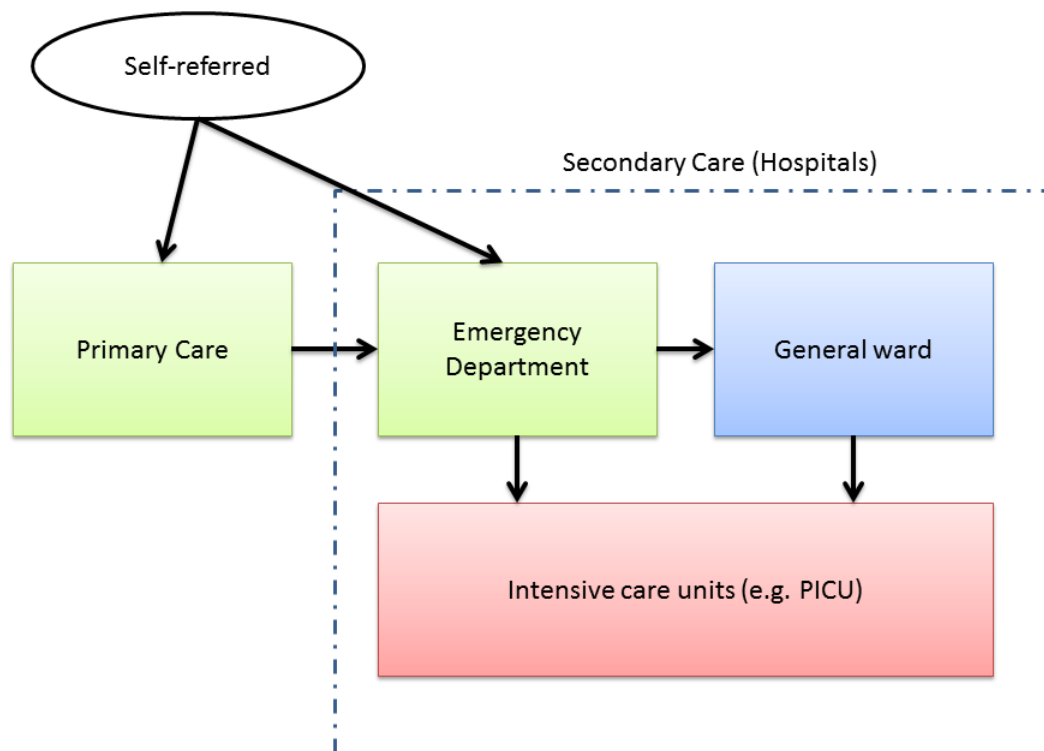 Self-referred
Secondary Care (Hospitals)
Primary Care
Emergency
Department
General ward
Intensive care units (e.g. PICU)